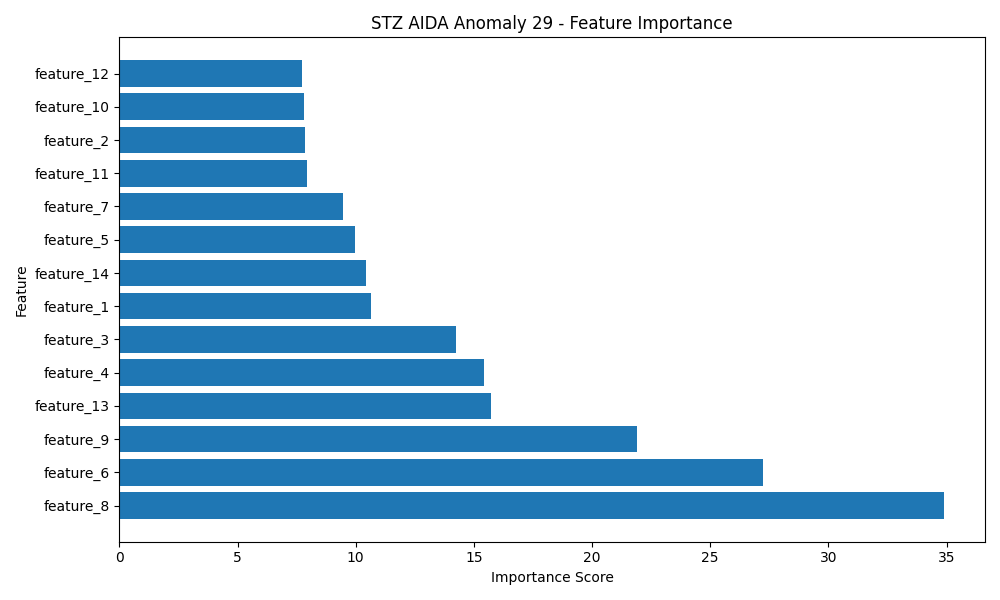 STZ AIDA Anomaly 29 - Feature Importance
feature_12
feature_10
feature_2
feature_11
feature_7
feature_5
feature_14
feature_1
feature_3
feature_4
feature_13
feature_9
feature_6
feature_8
Feature
0 5 10 15 20 25 30 35
Importance Score